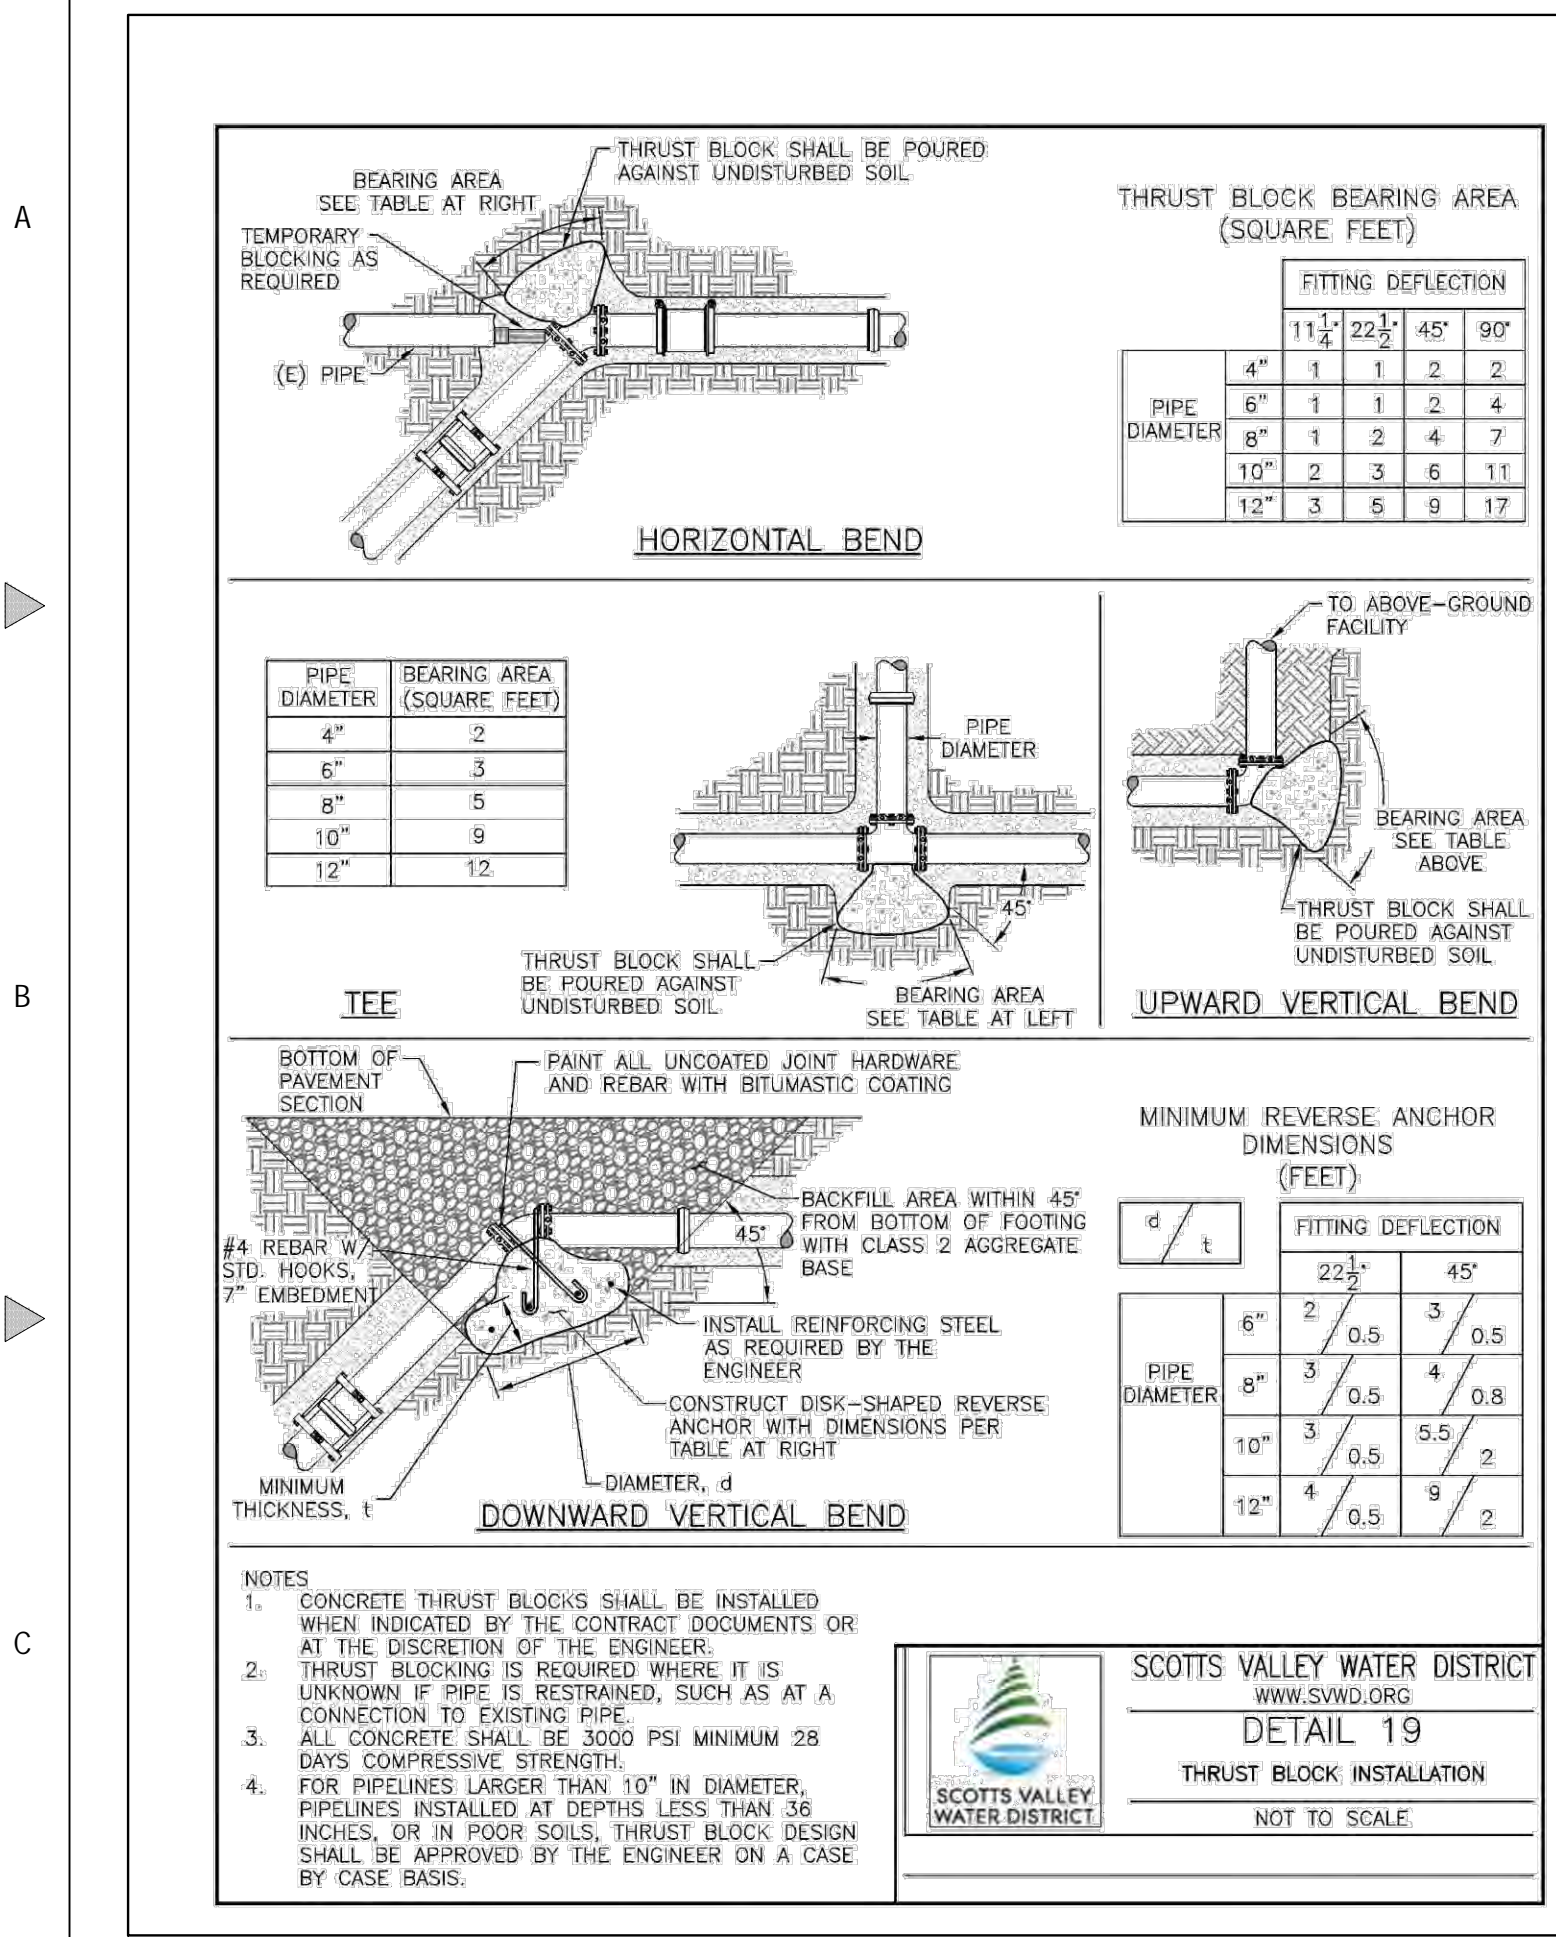 A
B
C
THRUST BLOCK SHALL BE POURED
AGAINST UNDISTURBED SOIL
BEARING AREA
SEE TABLE AT RIGHT
TEMPORARY
BLOCKING AS
REQUIRED
(E) PIPE
HORIZONTAL BEND
THRUST BLOCK BEARING AREA
(SQUARE FEET)
FITTING DEFLECTION
11 1/4° 22 1/2° 45° 90°
PIPE
DIAMETER
4" 1 1 2 2
6" 1 1 2 4
8" 1 2 4 7
10" 2 3 6 11
12" 3 5 9 17
PIPE
DIAMETER
BEARING AREA
(SQUARE FEET)
4" 2
6" 3
8" 5
10" 9
12" 12
PIPE
DIAMETER
45°
THRUST BLOCK SHALL
BE POURED AGAINST
UNDISTURBED SOIL
BEARING AREA
SEE TABLE AT LEFT
TEE
TO ABOVE-GROUND
FACILITY
BEARING AREA
SEE TABLE
ABOVE
THRUST BLOCK SHALL
BE POURED AGAINST
UNDISTURBED SOIL
UPWARD VERTICAL BEND
BOTTOM OF
PAVEMENT
SECTION
PAINT ALL UNCOATED JOINT HARDWARE
AND REBAR WITH BITUMASTIC COATING
BACKFILL AREA WITHIN 45°
FROM BOTTOM OF FOOTING
WITH CLASS 2 AGGREGATE
BASE
45°
#4 REBAR W/
STD. HOOKS,
7" EMBEDMENT
INSTALL REINFORCING STEEL
AS REQUIRED BY THE
ENGINEER
CONSTRUCT DISK-SHAPED REVERSE
ANCHOR WITH DIMENSIONS PER
TABLE AT RIGHT
DIAMETER, d
MINIMUM
THICKNESS, t
DOWNWARD VERTICAL BEND
MINIMUM REVERSE ANCHOR
DIMENSIONS
(FEET)
d / t
FITTING DEFLECTION
22 1/2° 45°
PIPE
DIAMETER
6" 2 / 0.5 3 / 0.5
8" 3 / 0.5 4 / 0.8
10" 3 / 0.5 5.5 / 2
12" 4 / 0.5 9 / 2
NOTES
1. CONCRETE THRUST BLOCKS SHALL BE INSTALLED
WHEN INDICATED BY THE CONTRACT DOCUMENTS OR
AT THE DISCRETION OF THE ENGINEER.
2. THRUST BLOCKING IS REQUIRED WHERE IT IS
UNKNOWN IF PIPE IS RESTRAINED, SUCH AS AT A
CONNECTION TO EXISTING PIPE.
3. ALL CONCRETE SHALL BE 3000 PSI MINIMUM 28
DAYS COMPRESSIVE STRENGTH.
4. FOR PIPELINES LARGER THAN 10" IN DIAMETER,
PIPELINES INSTALLED AT DEPTHS LESS THAN 36
INCHES, OR IN POOR SOILS, THRUST BLOCK DESIGN
SHALL BE APPROVED BY THE ENGINEER ON A CASE
BY CASE BASIS.
SCOTTS VALLEY
WATER DISTRICT
SCOTTS VALLEY WATER DISTRICT
WWW.SVWD.ORG
DETAIL 19
THRUST BLOCK INSTALLATION
NOT TO SCALE